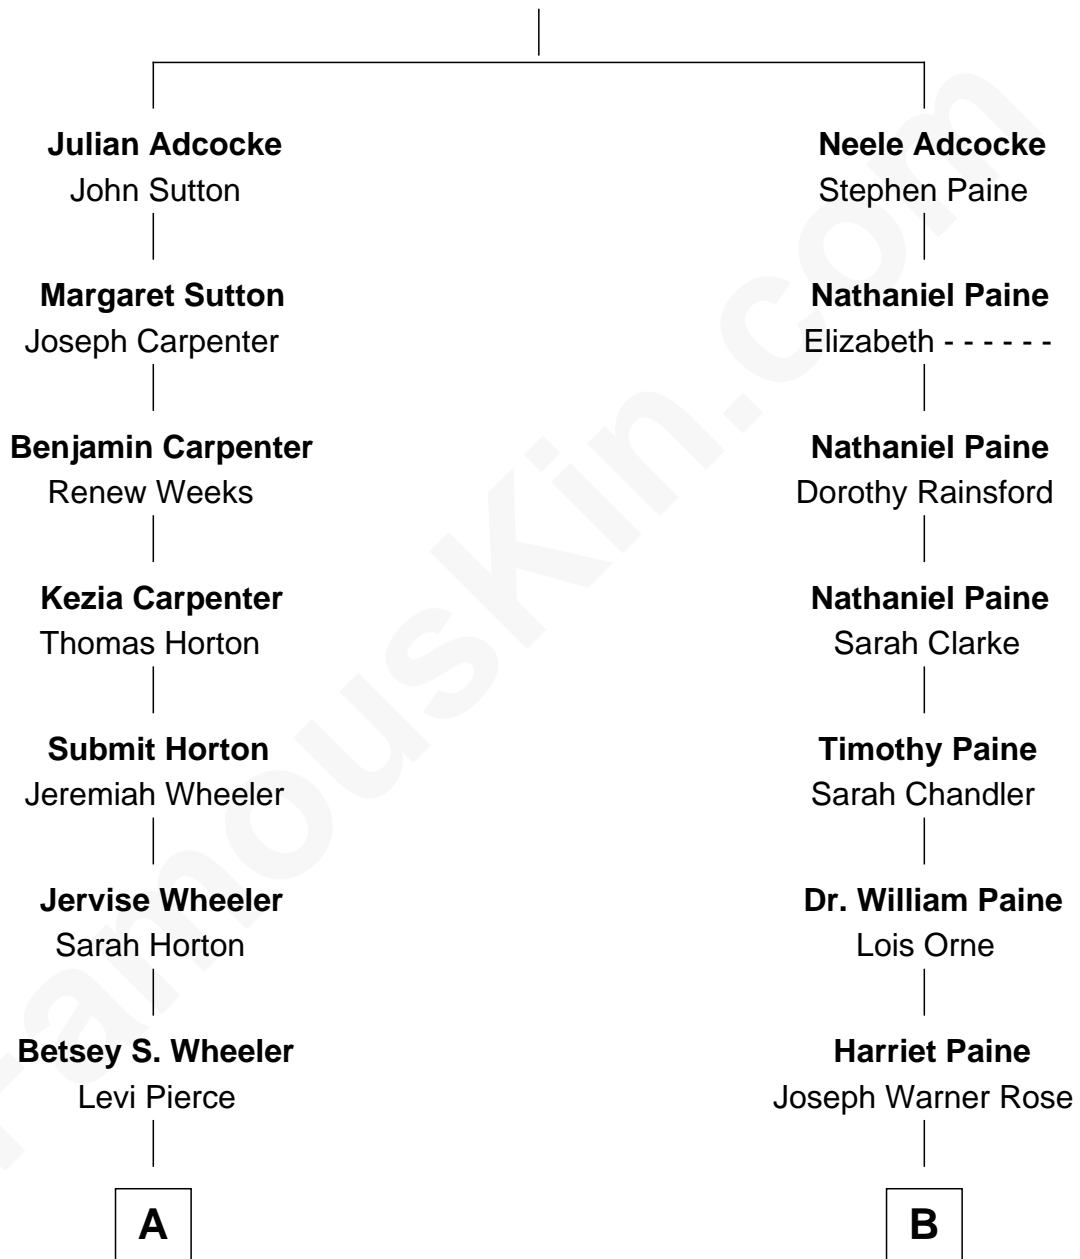 Julian Adcocke
John Sutton
Margaret Sutton
Joseph Carpenter
Benjamin Carpenter
Renew Weeks
Kezia Carpenter
Thomas Horton
Submit Horton
Jeremiah Wheeler
Jervise Wheeler
Sarah Horton
Betsey S. Wheeler
Levi Pierce
A
Neele Adcocke
Stephen Paine
Nathaniel Paine
Elizabeth - - - - - -
Nathaniel Paine
Dorothy Rainsford
Nathaniel Paine
Sarah Clarke
Timothy Paine
Sarah Chandler
Dr. William Paine
Lois Orne
Harriet Paine
Joseph Warner Rose
B
FamousKin.com